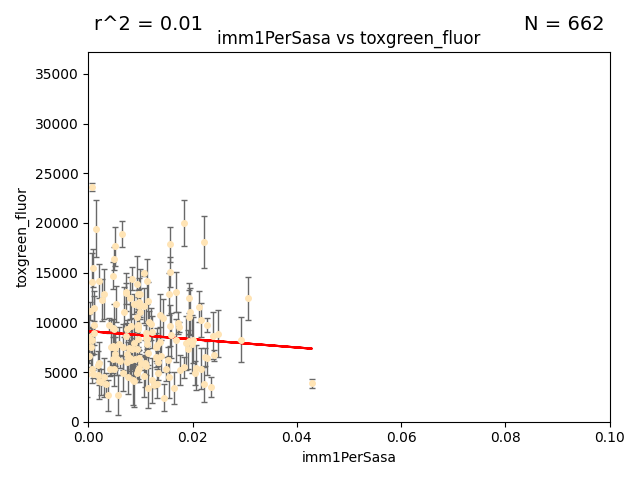 r^2 = 0.01
N = 662
imm1PerSasa vs toxgreen_fluor
35000
30000
25000
20000
15000
10000
5000
0
toxgreen_fluor
0.00
0.02
0.04
0.06
0.08
0.10
imm1PerSasa